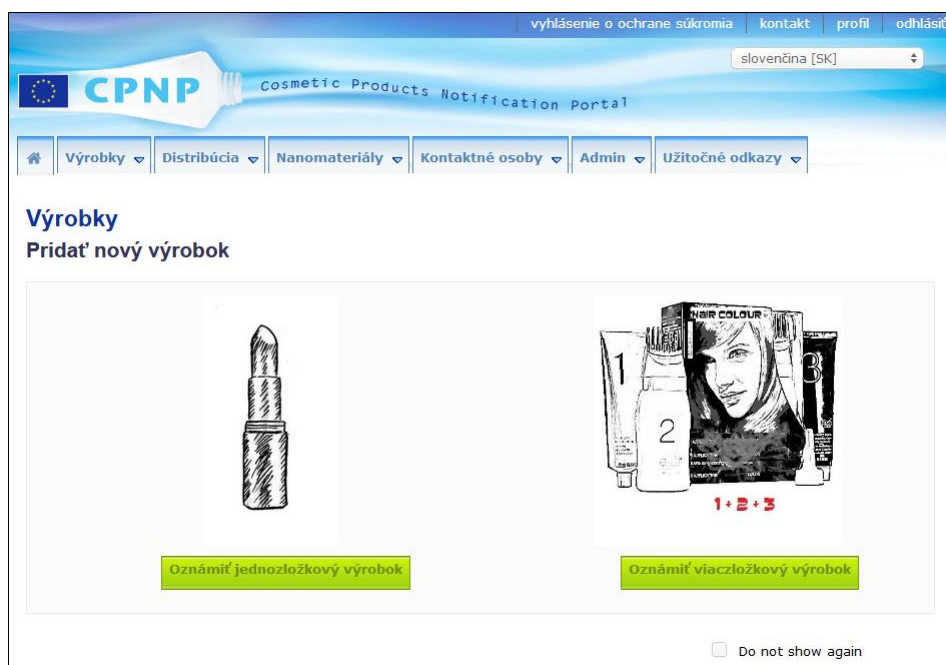 vyhlásenie o ochrane súkromia kontakt profil odhlásiť
slovenčina [SK]
CPNP Cosmetic Products Notification Portal
Výrobky Distribúcia Nanomateriály Kontaktné osoby Admin Užitočné odkazy
Výrobky
Pridať nový výrobok
HAIR COLOUR
1
2
3
1+2+3
Oznámiť jednozložkový výrobok Oznámiť viaczložkový výrobok
Do not show again